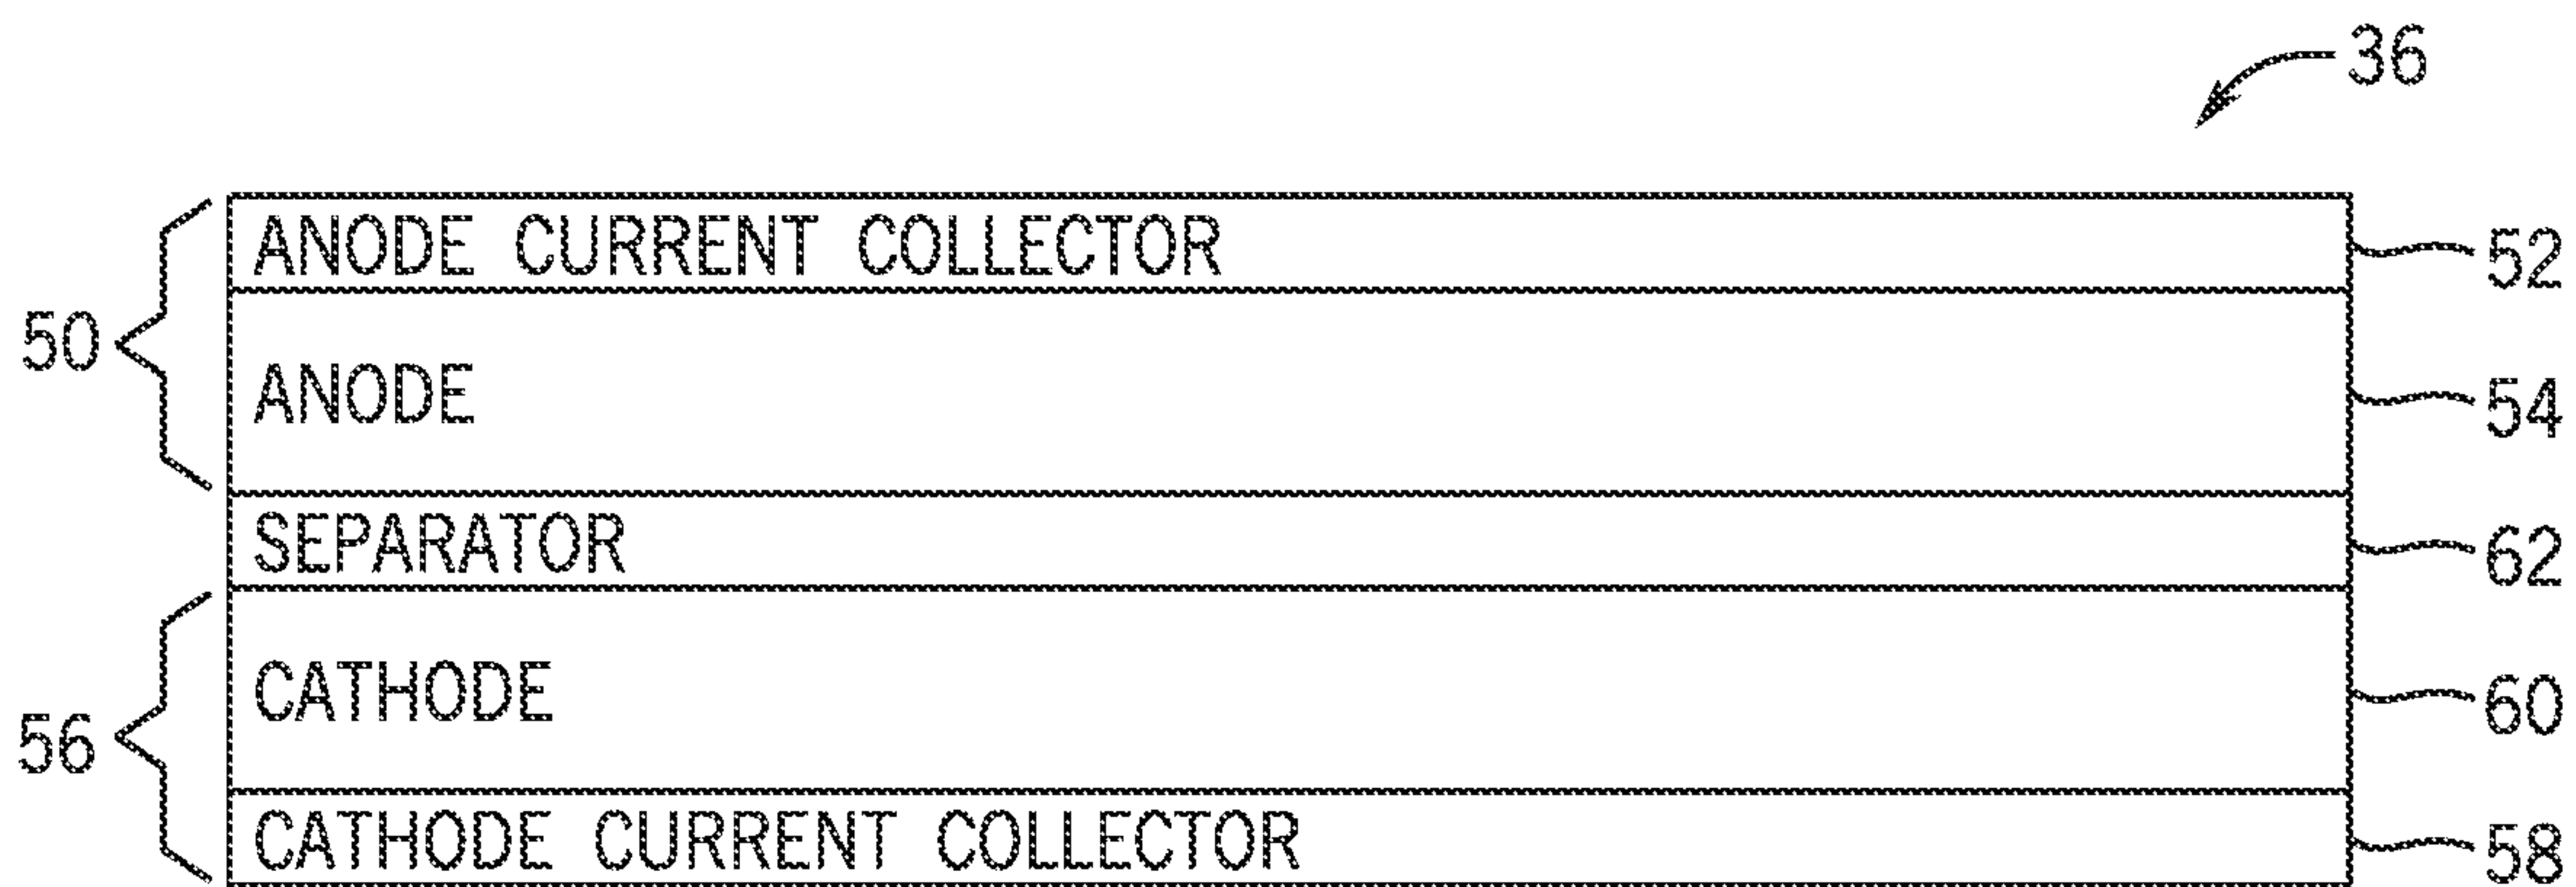 36
ANODE CURRENT COLLECTOR 52
50
ANODE 54
SEPARATOR 62
CATHODE 60
56
CATHODE CURRENT COLLECTOR 58